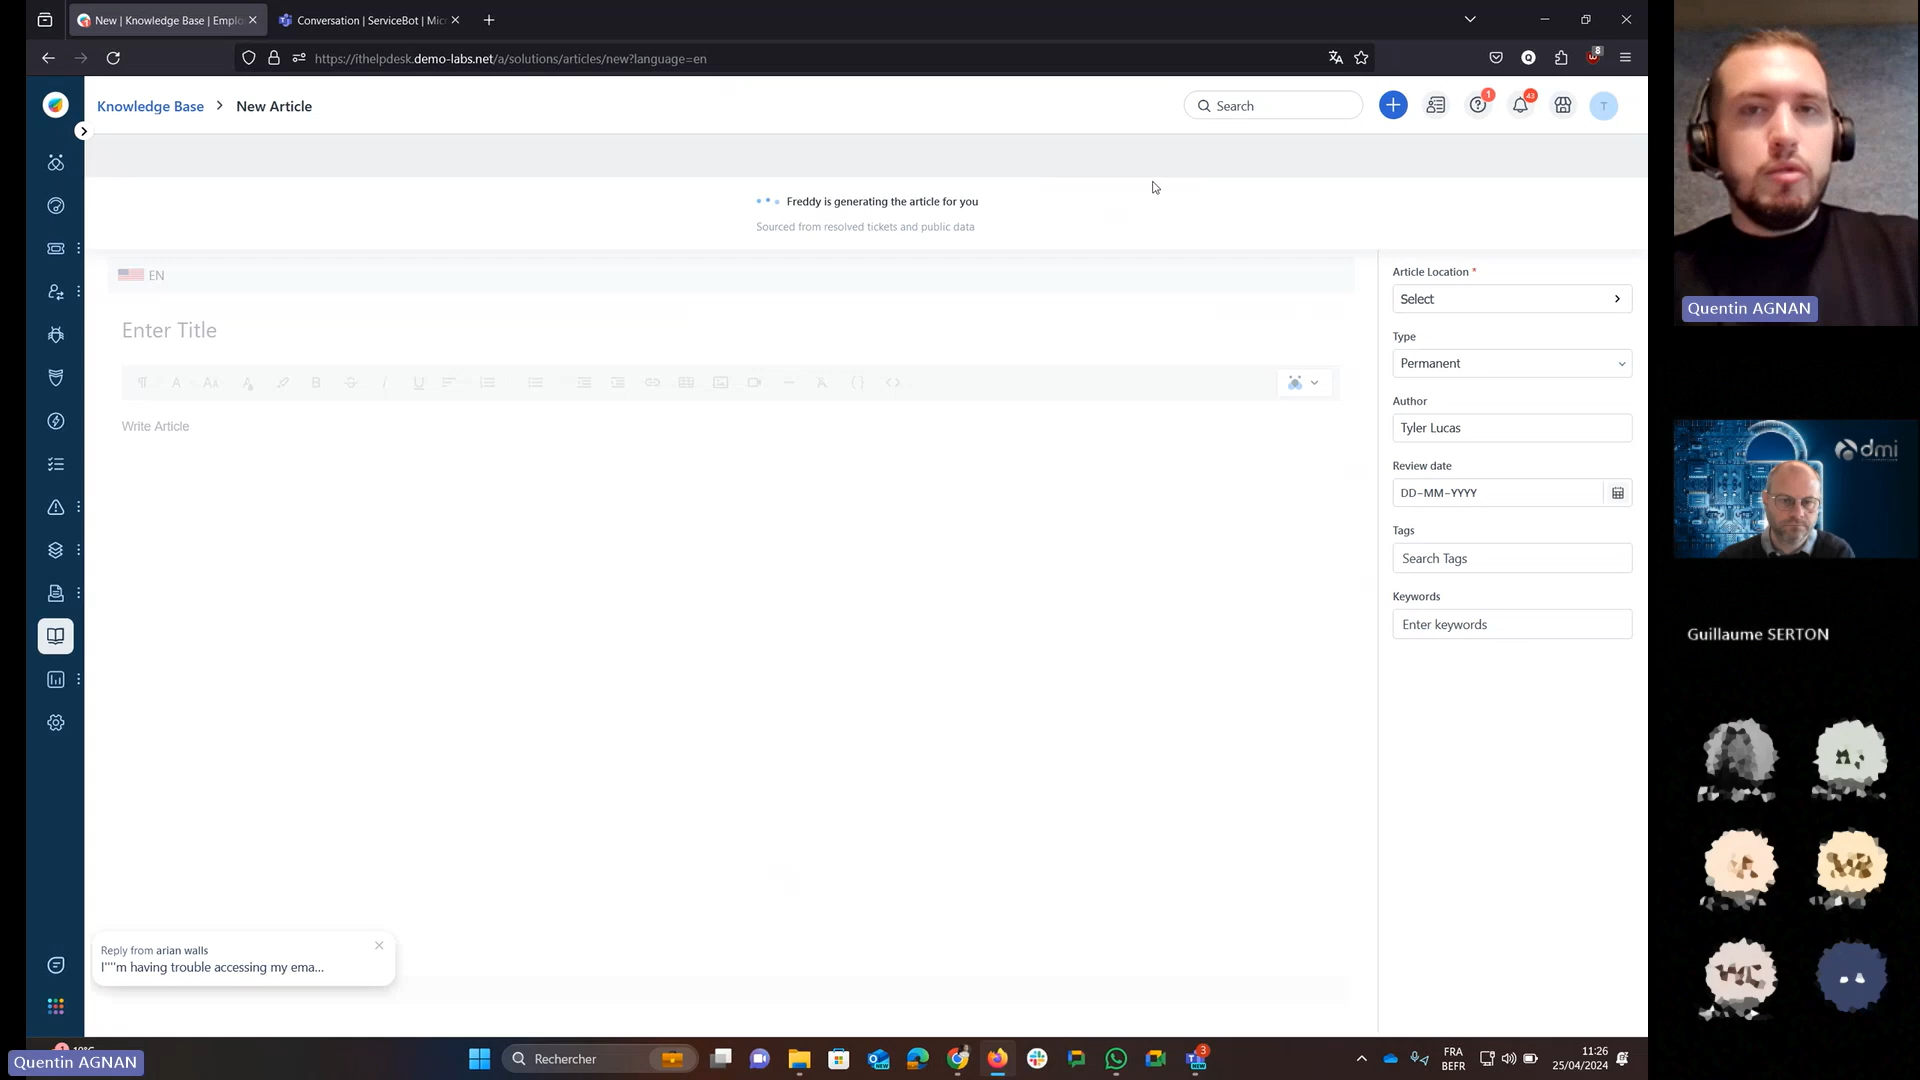 New | Knowledge Base | Emplo
Conversation | ServiceBot | Mic
https://ithelpdesk.demo-labs.net/a/solutions/articles/new?language=en
8
Knowledge Base > New Article
Search
1
43
T
Freddy is generating the article for you
Sourced from resolved tickets and public data
EN
Enter Title
Write Article
Article Location *
Select
Type
Permanent
Author
Tyler Lucas
Review date
DD-MM-YYYY
Tags
Search Tags
Keywords
Enter keywords
Reply from arian walls
I''''m having trouble accessing my ema...
Quentin AGNAN
dmi
Guillaume SERTON
Quentin AGNAN
Rechercher
3
FRA
BEFR
11:26
25/04/2024